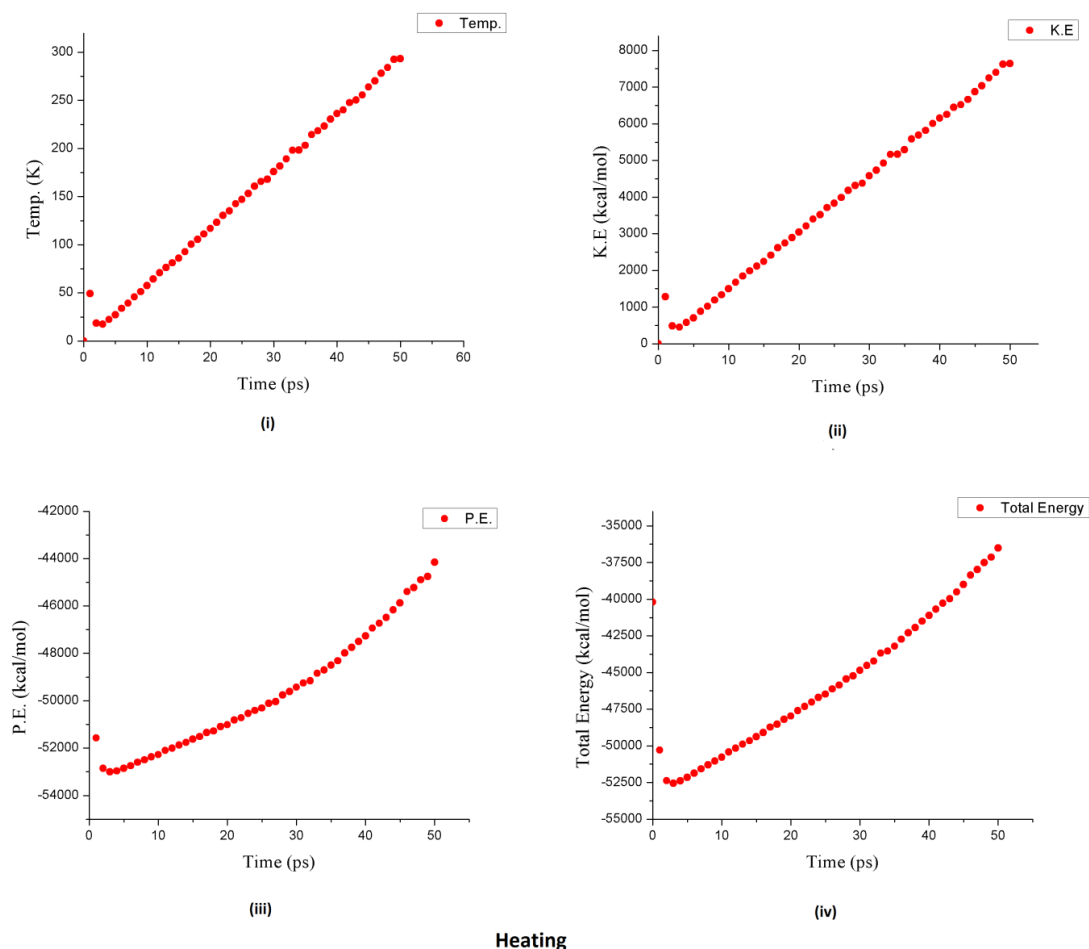 Temp.
300
250
200
150
100
50
0
Temp. (K)
0 10 20 30 40 50 60
Time (ps)
(i)
K.E
8000
7000
6000
5000
4000
3000
2000
1000
0
K.E (kcal/mol)
0 10 20 30 40 50
Time (ps)
(ii)
P.E.
-42000
-44000
-46000
-48000
-50000
-52000
-54000
P.E. (kcal/mol)
0 10 20 30 40 50
Time (ps)
(iii)
Total Energy
-35000
-37500
-40000
-42500
-45000
-47500
-50000
-52500
-55000
Total Energy (kcal/mol)
0 10 20 30 40 50
Time (ps)
(iv)
Heating